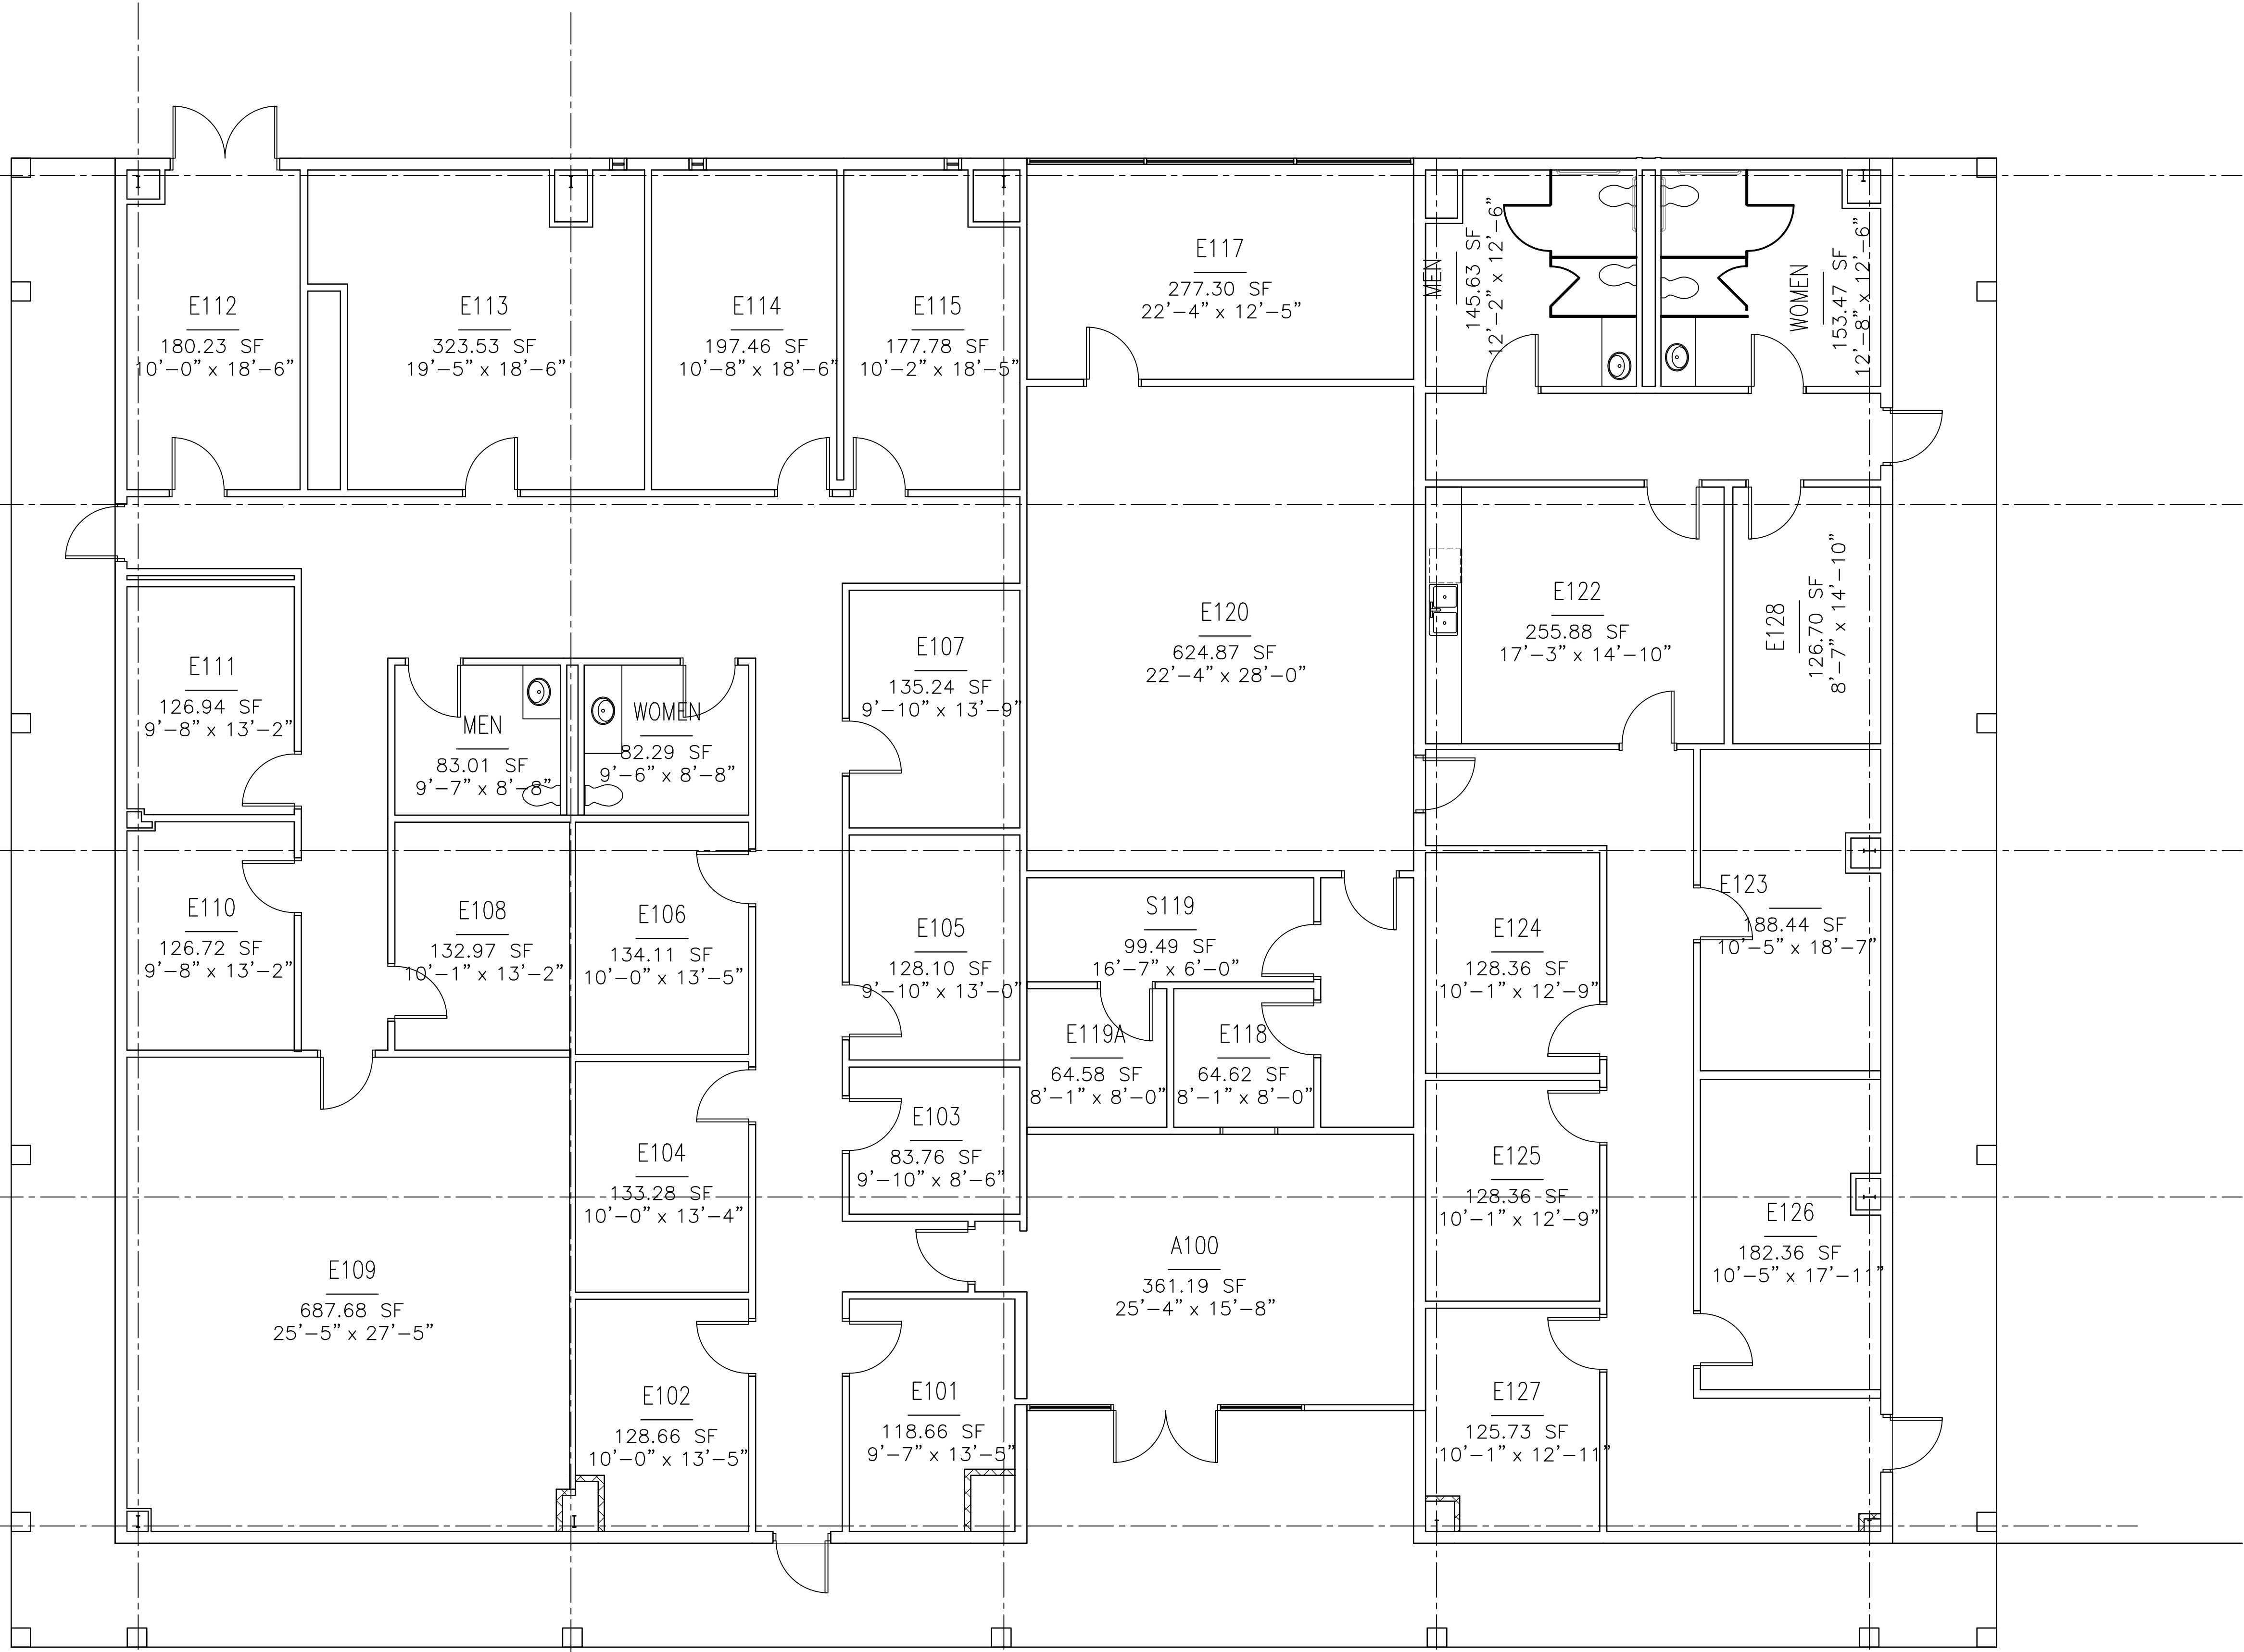 E112
180.23 SF
10'-0" x 18'-6"
E113
323.53 SF
19'-5" x 18'-6"
E114
197.46 SF
10'-8" x 18'-6"
E115
177.78 SF
10'-2" x 18'-5"
E117
277.30 SF
22'-4" x 12'-5"
MEN
145.63 SF
12'-2" x 12'-6"
WOMEN
153.47 SF
12'-8" x 12'-6"
E111
126.94 SF
9'-8" x 13'-2"
MEN
83.01 SF
9'-7" x 8'-8"
WOMEN
82.29 SF
9'-6" x 8'-8"
E107
135.24 SF
9'-10" x 13'-9"
E120
624.87 SF
22'-4" x 28'-0"
E122
255.88 SF
17'-3" x 14'-10"
E128
126.70 SF
8'-7" x 14'-10"
E110
126.72 SF
9'-8" x 13'-2"
E108
132.97 SF
10'-1" x 13'-2"
E106
134.11 SF
10'-0" x 13'-5"
E105
128.10 SF
9'-10" x 13'-0"
S119
99.49 SF
16'-7" x 6'-0"
E124
128.36 SF
10'-1" x 12'-9"
E123
188.44 SF
10'-5" x 18'-7"
E119A
64.58 SF
8'-1" x 8'-0"
E118
64.62 SF
8'-1" x 8'-0"
E104
133.28 SF
10'-0" x 13'-4"
E103
83.76 SF
9'-10" x 8'-6"
E125
128.36 SF
10'-1" x 12'-9"
E126
182.36 SF
10'-5" x 17'-11"
E109
687.68 SF
25'-5" x 27'-5"
A100
361.19 SF
25'-4" x 15'-8"
E102
128.66 SF
10'-0" x 13'-5"
E101
118.66 SF
9'-7" x 13'-5"
E127
125.73 SF
10'-1" x 12'-11"